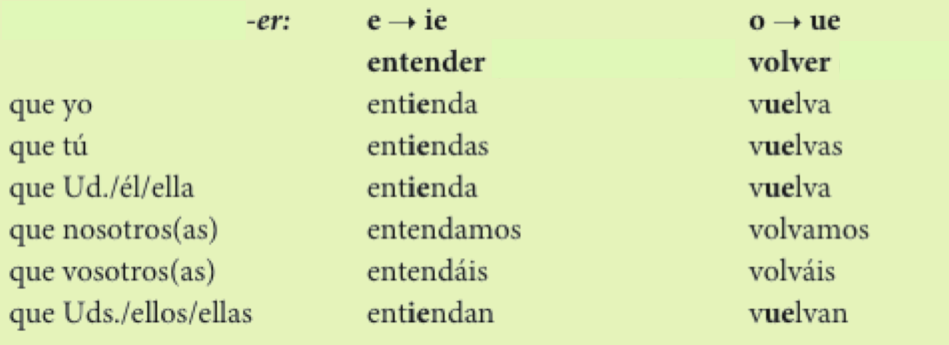 -er: e → ie o → ue
entender volver
que yo entienda vuelva
que tú entiendas vuelvas
que Ud./él/ella entienda vuelva
que nosotros(as) entendamos volvamos
que vosotros(as) entendáis volváis
que Uds./ellos/ellas entiendan vuelvan